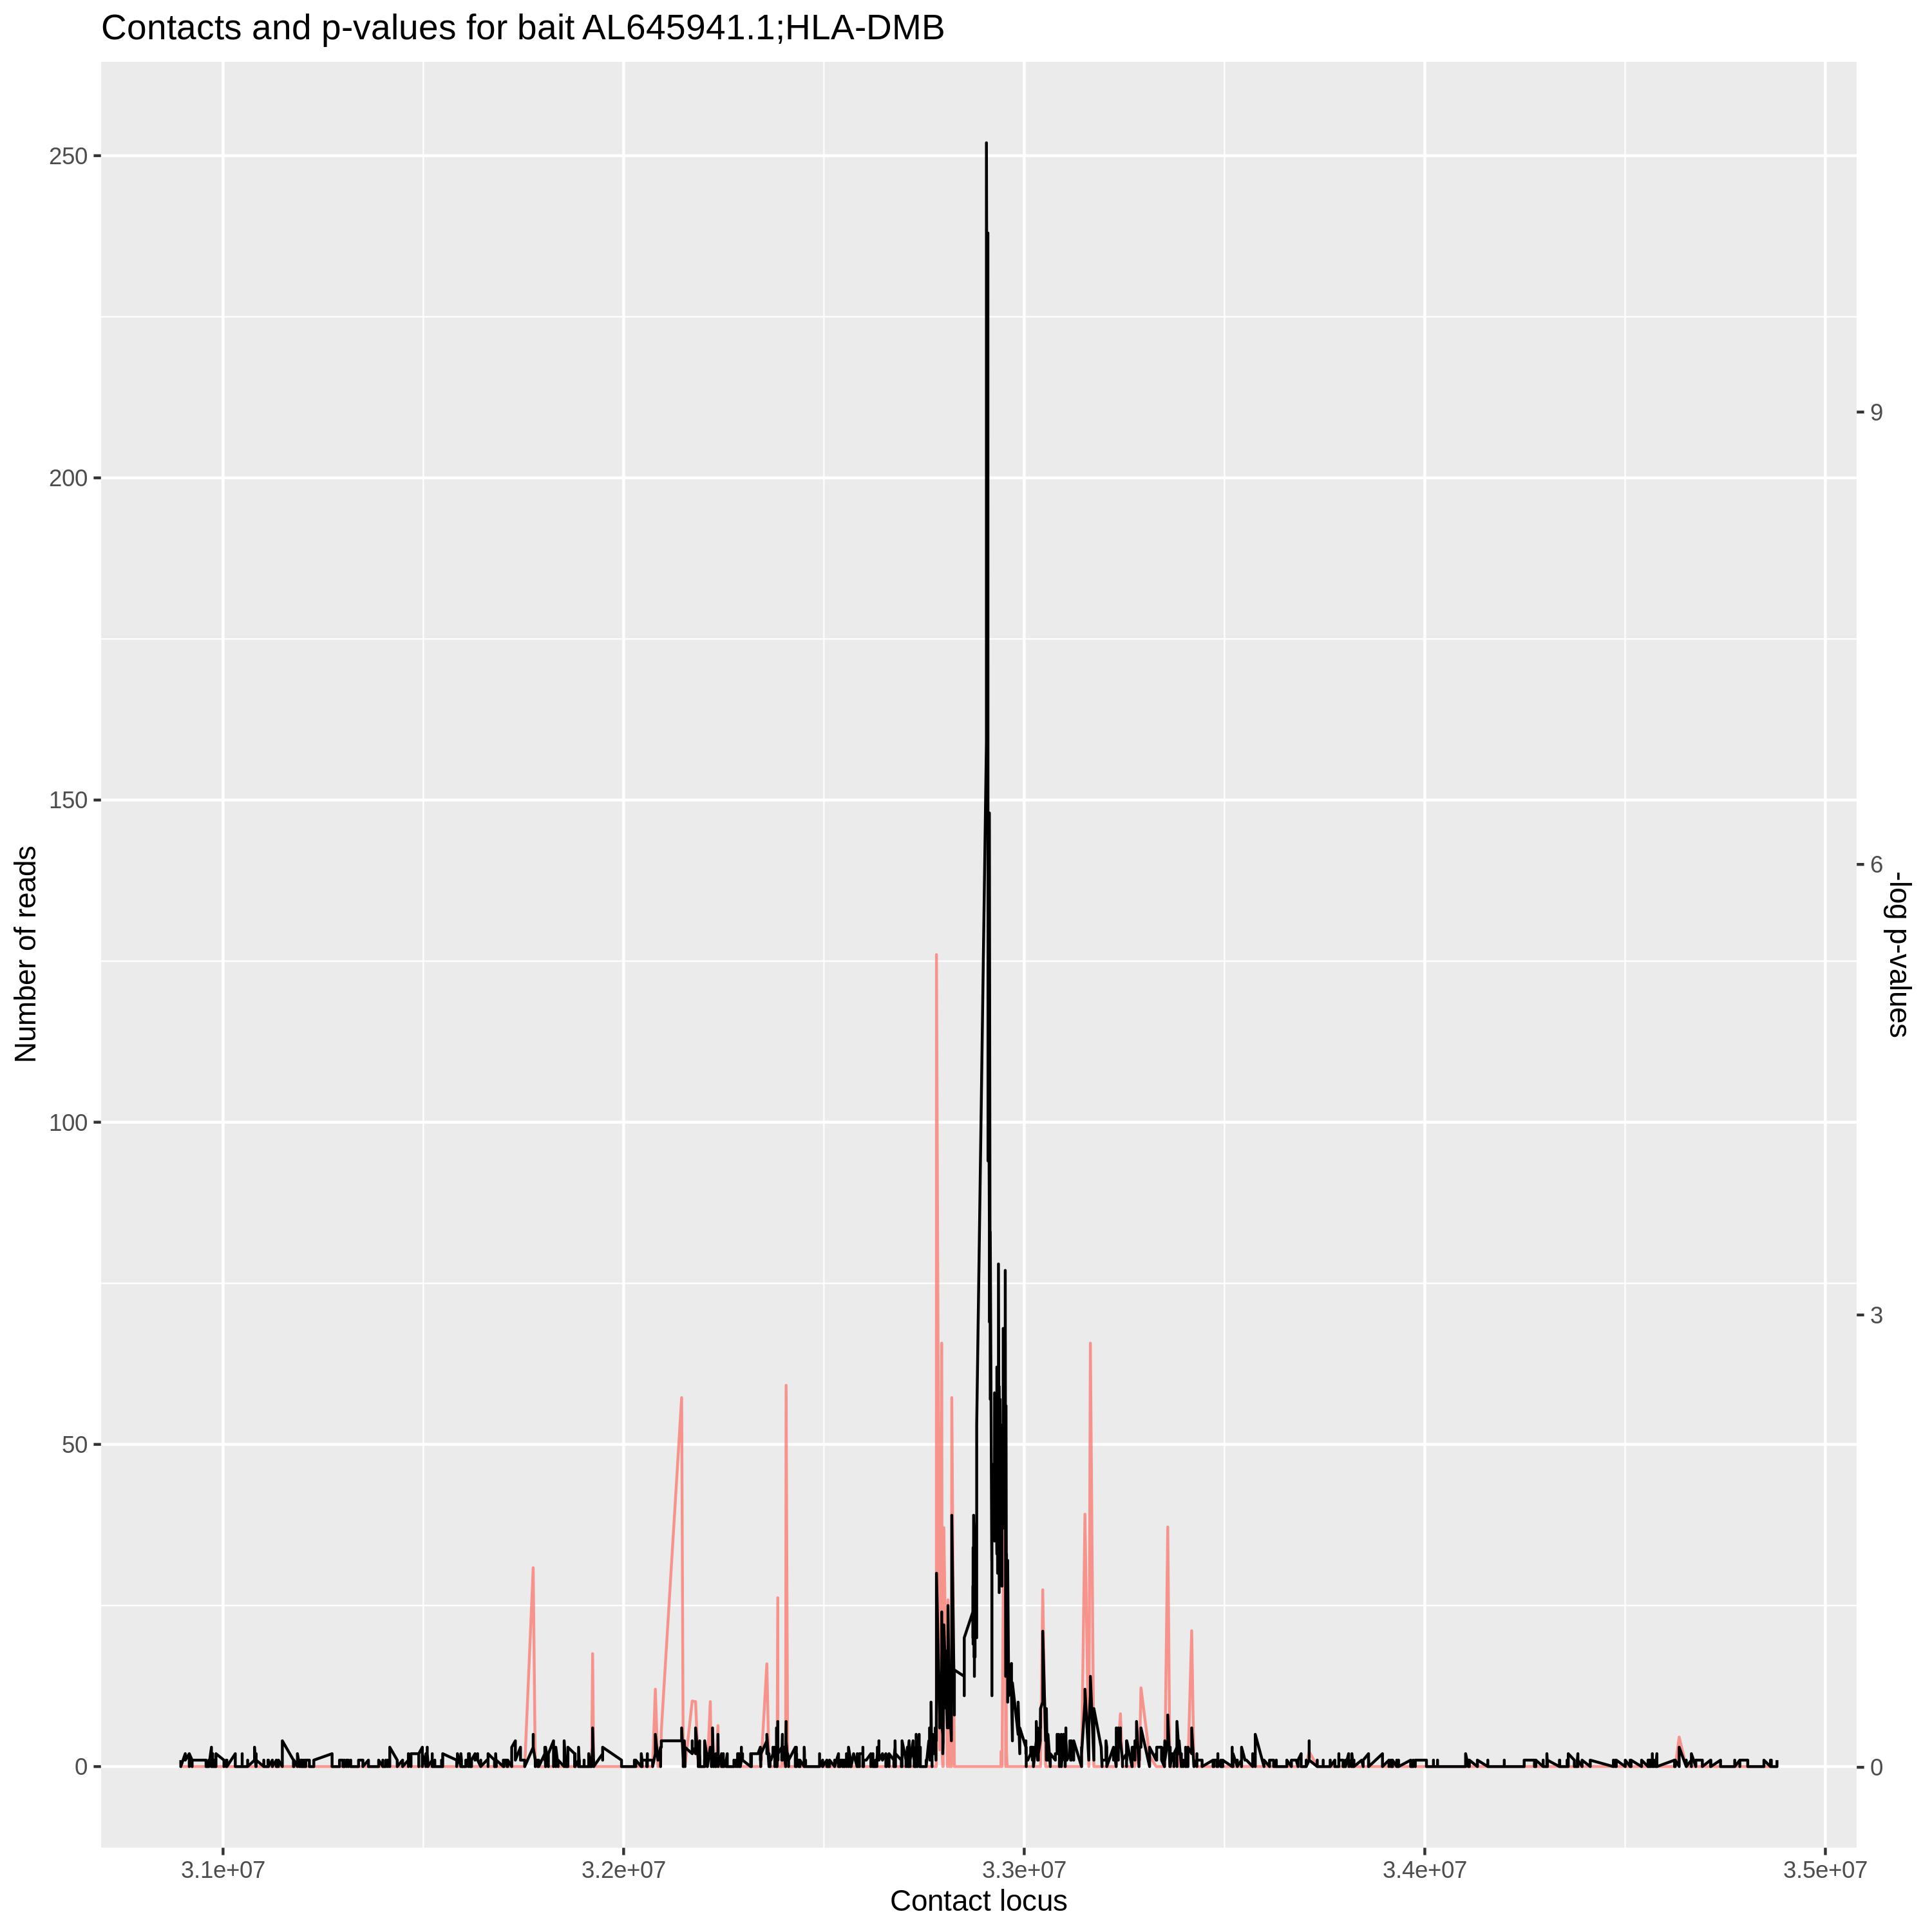 Contacts and p-values for bait AL645941.1;HLA-DMB
250
200
150
100
50
0
Number of reads
9
6
3
0
-log p-values
3.1e+07
3.2e+07
3.3e+07
3.4e+07
3.5e+07
Contact locus